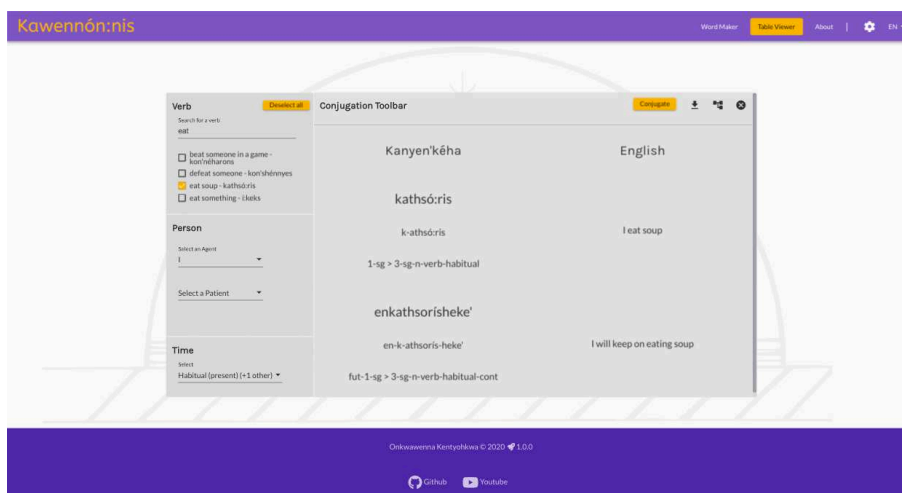 Kawennón:nis
Word Maker
Table Viewer
About
|
EN
Verb
Deselect all
Search for a verb
eat
beat someone in a game -
kon'néharons
defeat someone - kon'shénnyes
eat soup - kathsó:ris
eat something - í:keks
Person
Select an Agent
I
Select a Patient
Time
Select
Habitual (present) (+1 other)
Conjugation Toolbar
Conjugate
Kanyen'kéha
English
kathsó:ris
k-athsó:ris
I eat soup
1-sg > 3-sg-n-verb-habitual
enkathsorísheke'
en-k-athsorís-heke'
I will keep on eating soup
fut-1-sg > 3-sg-n-verb-habitual-cont
Onkwawenna Kentyohkwa © 2020 🚀 1.0.0
Github
Youtube